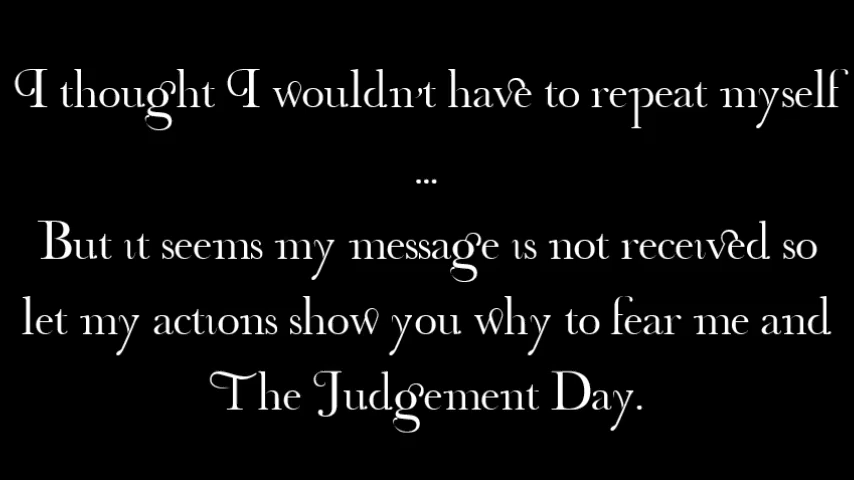 I thought I wouldn't have to repeat myself
...
But it seems my message is not received so
let my actions show you why to fear me and
The Judgement Day.